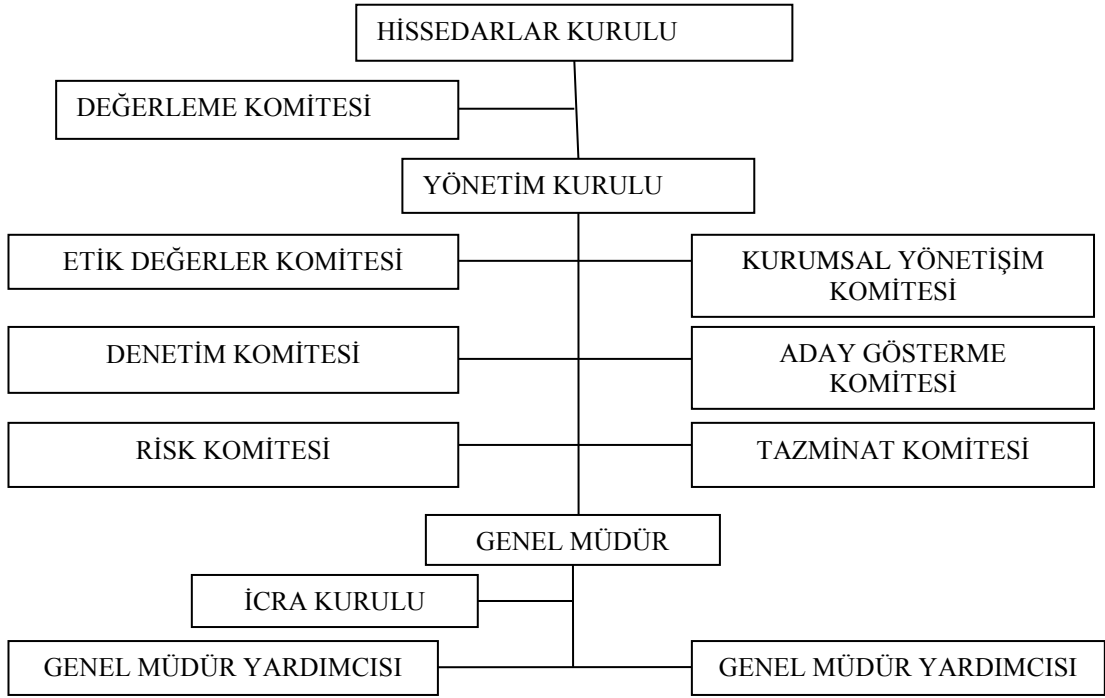 HİSSEDARLAR KURULU
DEĞERLEME KOMİTESİ
YÖNETİM KURULU
ETİK DEĞERLER KOMİTESİ
KURUMSAL YÖNETİŞİM
KOMİTESİ
DENETİM KOMİTESİ
ADAY GÖSTERME
KOMİTESİ
RİSK KOMİTESİ
TAZMİNAT KOMİTESİ
GENEL MÜDÜR
İCRA KURULU
GENEL MÜDÜR YARDIMCISI
GENEL MÜDÜR YARDIMCISI